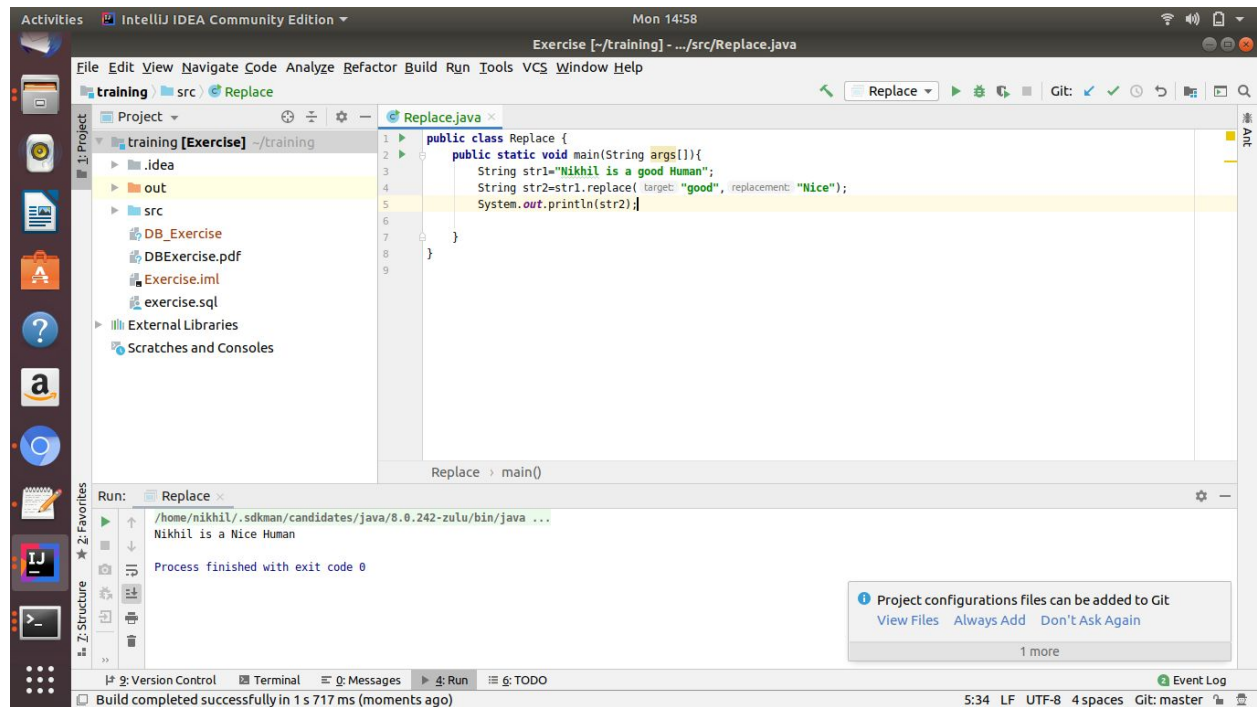 Activities IntelliJ IDEA Community Edition Mon 14:58
Exercise [~/training] - .../src/Replace.java
File Edit View Navigate Code Analyze Refactor Build Run Tools VCS Window Help
training src Replace Replace Git:
1: Project
Project
training [Exercise] ~/training
.idea
out
src
DB_Exercise
DBExercise.pdf
Exercise.iml
exercise.sql
External Libraries
Scratches and Consoles
Replace.java
1 public class Replace {
2 public static void main(String args[]){
3 String str1="Nikhil is a good Human";
4 String str2=str1.replace( target: "good", replacement: "Nice");
5 System.out.println(str2);
6
7 }
8 }
9
Ant
Replace › main()
2: Favorites
Z: Structure
Run: Replace
/home/nikhil/.sdkman/candidates/java/8.0.242-zulu/bin/java ...
Nikhil is a Nice Human
Process finished with exit code 0
Project configurations files can be added to Git
View Files Always Add Don't Ask Again
1 more
9: Version Control Terminal 0: Messages 4: Run 6: TODO 2 Event Log
Build completed successfully in 1 s 717 ms (moments ago) 5:34 LF UTF-8 4 spaces Git: master